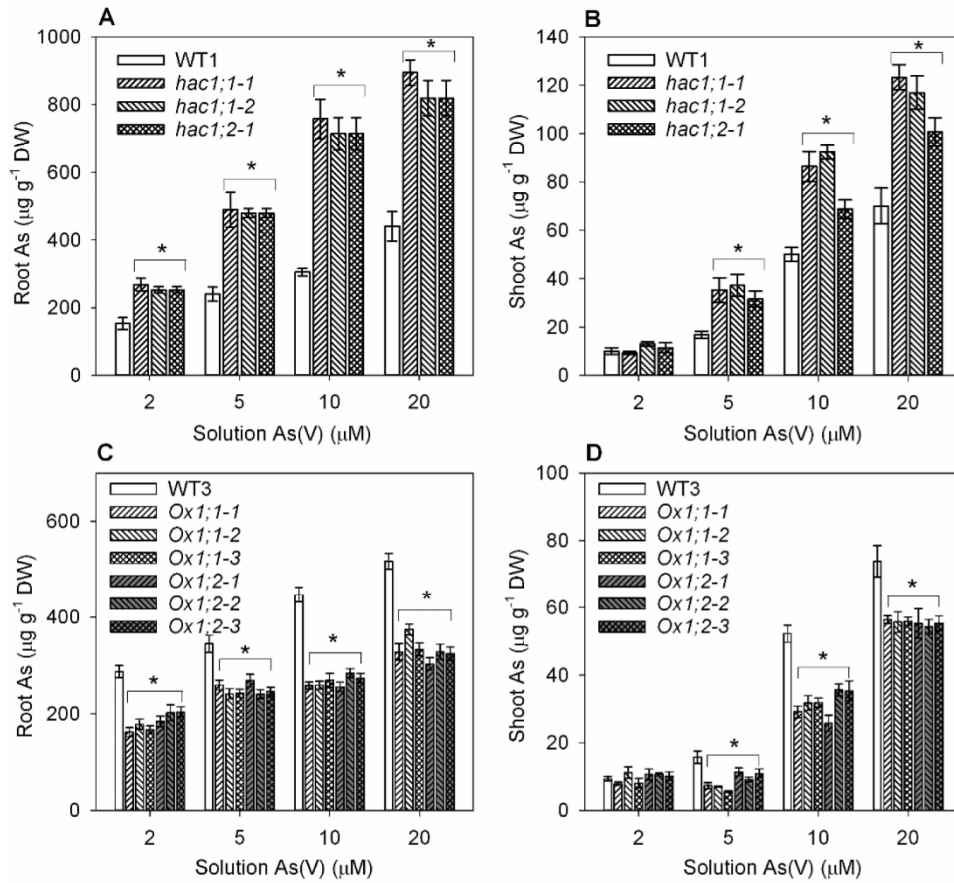 A
1000
800
600
400
200
0
Root As (µg g-1 DW)
WT1
hac1;1-1
hac1;1-2
hac1;2-1
*
*
*
*
2 5 10 20
Solution As(V) (µM)
B
140
120
100
80
60
40
20
0
Shoot As (µg g-1 DW)
WT1
hac1;1-1
hac1;1-2
hac1;2-1
*
*
*
2 5 10 20
Solution As(V) (µM)
C
600
400
200
0
Root As (µg g-1 DW)
WT3
Ox1;1-1
Ox1;1-2
Ox1;1-3
Ox1;2-1
Ox1;2-2
Ox1;2-3
*
*
*
*
2 5 10 20
Solution As(V) (µM)
D
100
80
60
40
20
0
Shoot As (µg g-1 DW)
WT3
Ox1;1-1
Ox1;1-2
Ox1;1-3
Ox1;2-1
Ox1;2-2
Ox1;2-3
*
*
*
2 5 10 20
Solution As(V) (µM)